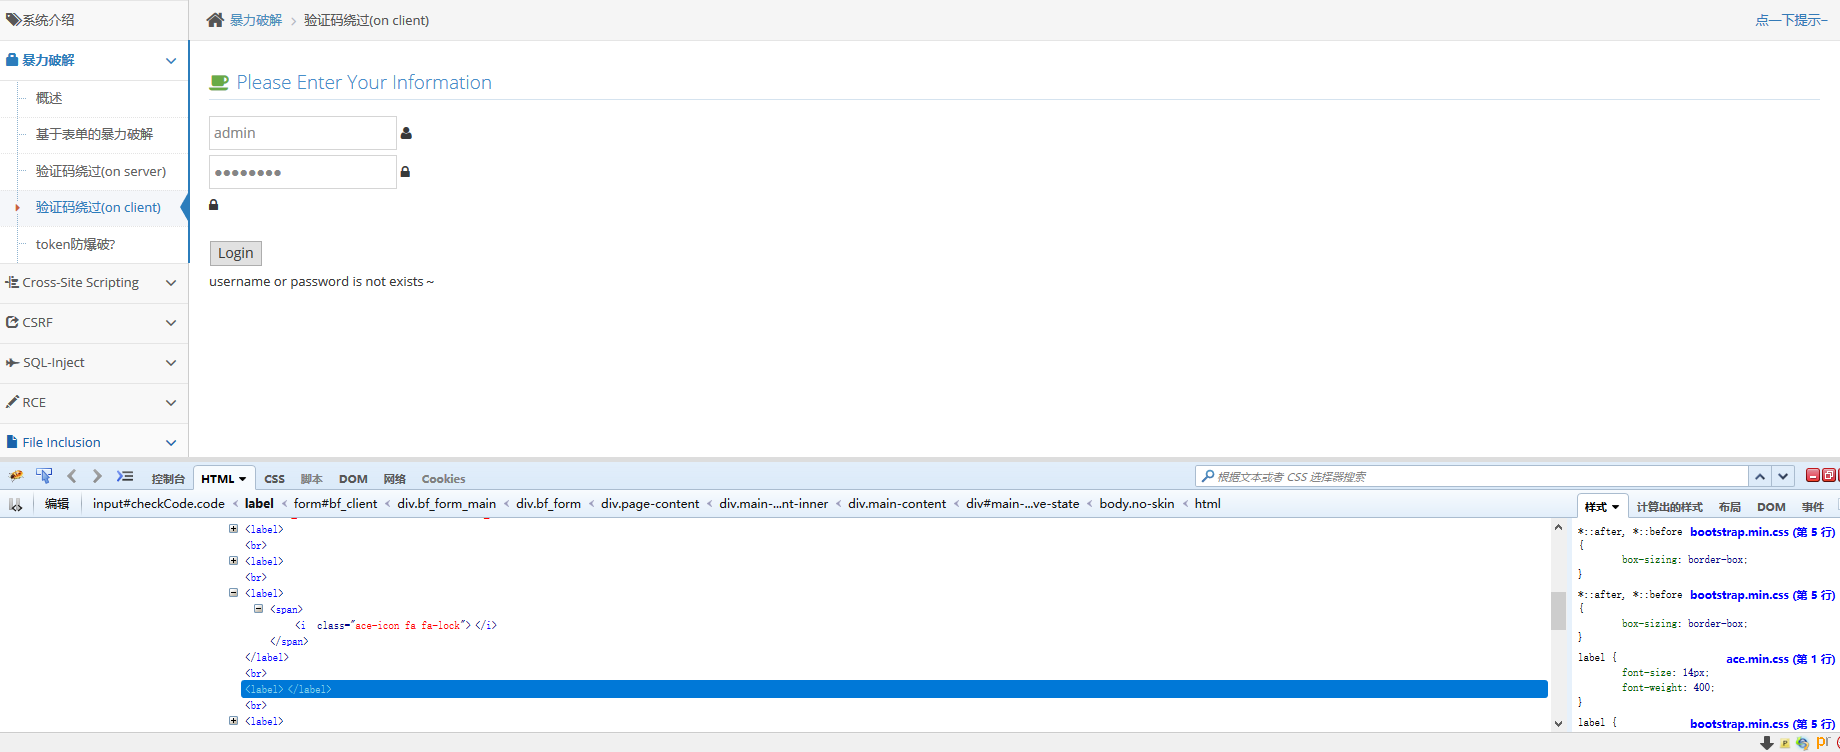 系统介绍
暴力破解 › 验证码绕过(on client)
点一下提示~
暴力破解
概述
基于表单的暴力破解
验证码绕过(on server)
验证码绕过(on client)
token防爆破?
Cross-Site Scripting
CSRF
SQL-Inject
RCE
File Inclusion
Please Enter Your Information
admin
●●●●●●●●
Login
username or password is not exists～
控制台 HTML CSS 脚本 DOM 网络 Cookies
根据文本或者 CSS 选择器搜索
编辑 input#checkCode.code < label < form#bf_client < div.bf_form_main < div.bf_form < div.page-content < div.main-...nt-inner < div.main-content < div#main-...ve-state < body.no-skin < html
<label>
<br>
<label>
<br>
<label>
<span>
<i class="ace-icon fa fa-lock"></i>
</span>
</label>
<br>
<label></label>
<br>
<label>
样式 计算出的样式 布局 DOM 事件
*::after, *::before bootstrap.min.css (第 5 行)
{
box-sizing: border-box;
}
*::after, *::before bootstrap.min.css (第 5 行)
{
box-sizing: border-box;
}
label { ace.min.css (第 1 行)
font-size: 14px;
font-weight: 400;
}
label { bootstrap.min.css (第 5 行)
pr